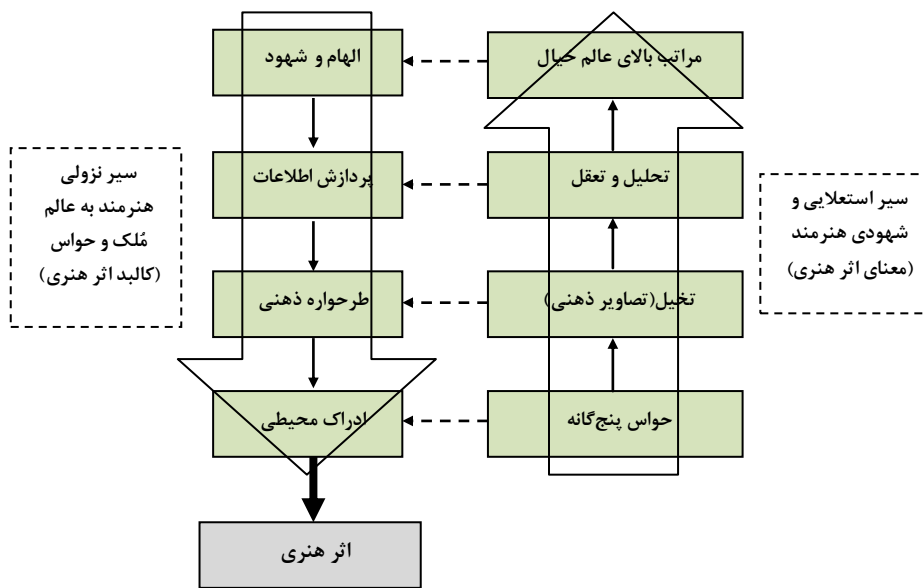 مراتب بالای عالم خیال
الهام و شهود
تحلیل و تعقل
پردازش اطلاعات
سیر استعلایی و
شهودی هنرمند
(معنای اثر هنری)
سیر نزولی
هنرمند به عالم
مُلک و حواس
(کالبد اثر هنری)
تخیل(تصاویر ذهنی)
طرحواره ذهنی
حواس پنج‌گانه
ادراک محیطی
اثر هنری